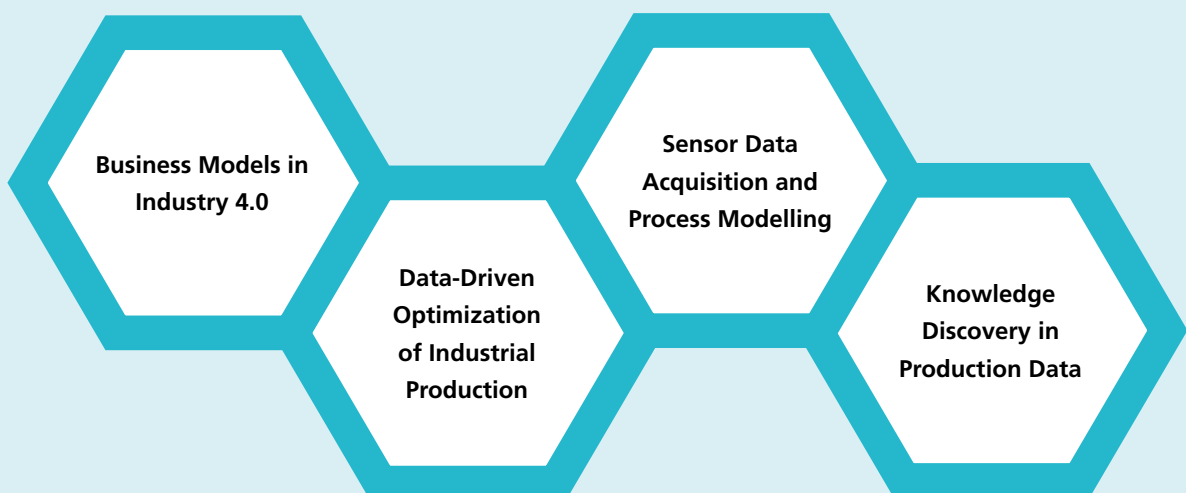 Business Models in
Industry 4.0
Data-Driven
Optimization
of Industrial
Production
Sensor Data
Acquisition and
Process Modelling
Knowledge
Discovery in
Production Data